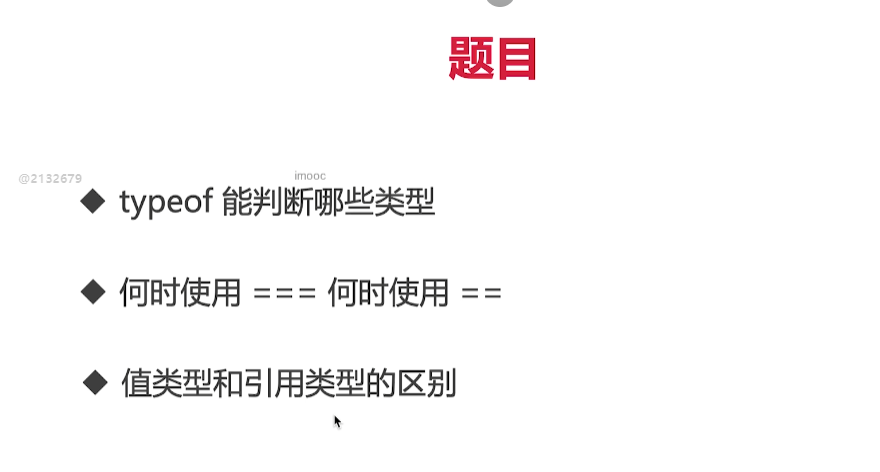 题目
@2132679
imooc
◆ typeof 能判断哪些类型
◆ 何时使用 === 何时使用 ==
◆ 值类型和引用类型的区别